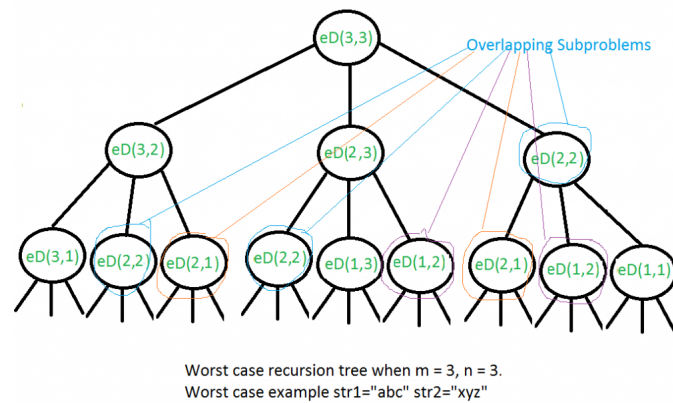 eD(3,3)
Overlapping Subproblems
eD(3,2)
eD(2,3)
eD(2,2)
eD(3,1)
eD(2,2)
eD(2,1)
eD(2,2)
eD(1,3)
eD(1,2)
eD(2,1)
eD(1,2)
eD(1,1)
Worst case recursion tree when m = 3, n = 3.
Worst case example str1="abc" str2="xyz"